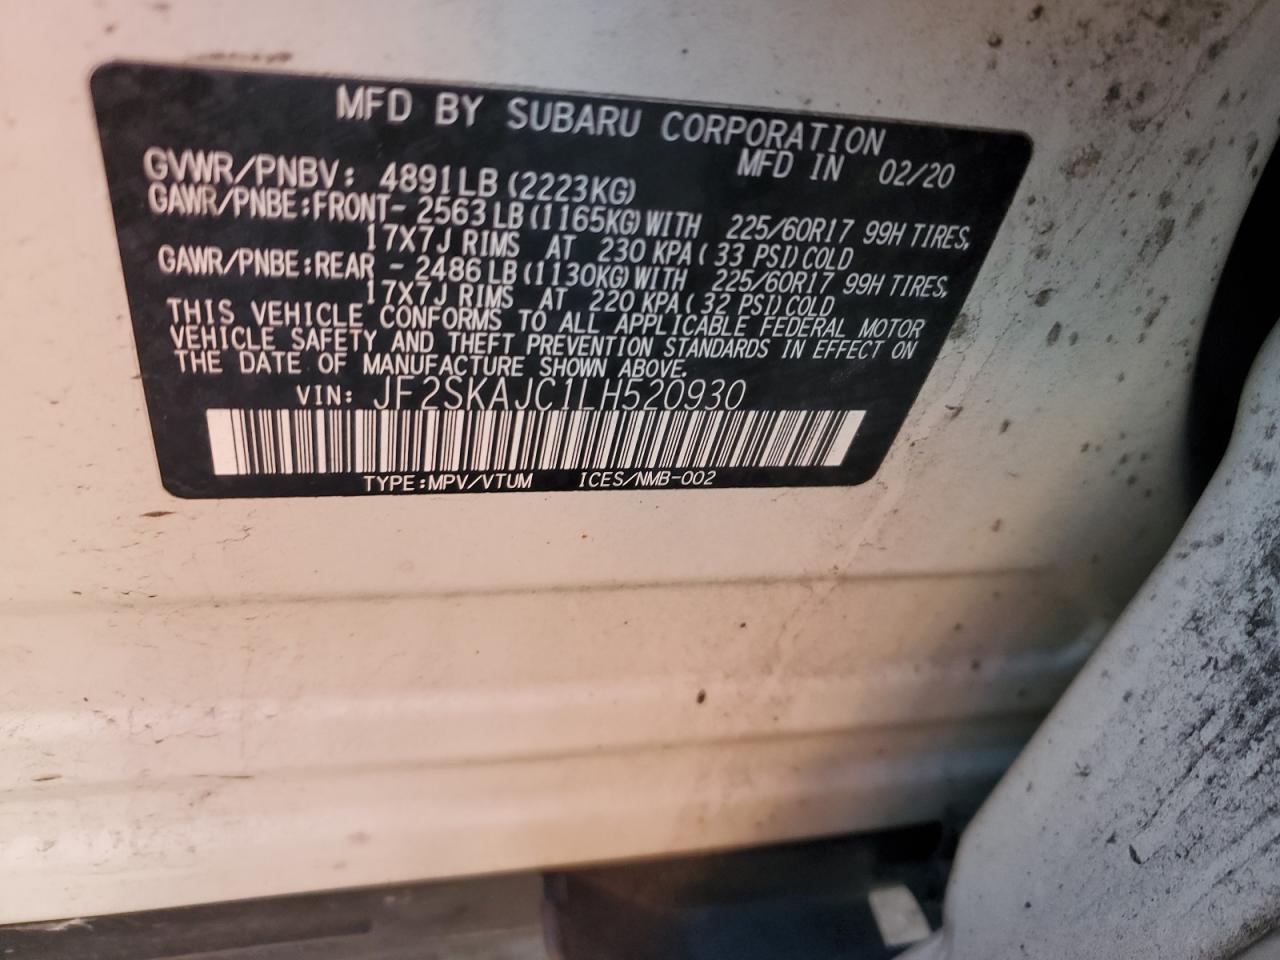 MFD BY SUBARU CORPORATION
MFD IN 02/20
GVWR/PNBV: 4891LB (2223KG)
GAWR/PNBE:FRONT- 2563LB(1165KG)WITH 225/60R17 99H TIRES,
17X7J RIMS AT 230 KPA( 33 PSI)COLD
GAWR/PNBE:REAR - 2486LB(1130KG)WITH 225/60R17 99H TIRES,
17X7J RIMS AT 220 KPA( 32 PSI)COLD
THIS VEHICLE CONFORMS TO ALL APPLICABLE FEDERAL MOTOR
VEHICLE SAFETY AND THEFT PREVENTION STANDARDS IN EFFECT ON
THE DATE OF MANUFACTURE SHOWN ABOVE.
VIN: JF2SKAJC1LH520930
TYPE:MPV/VTUM ICES/NMB-002